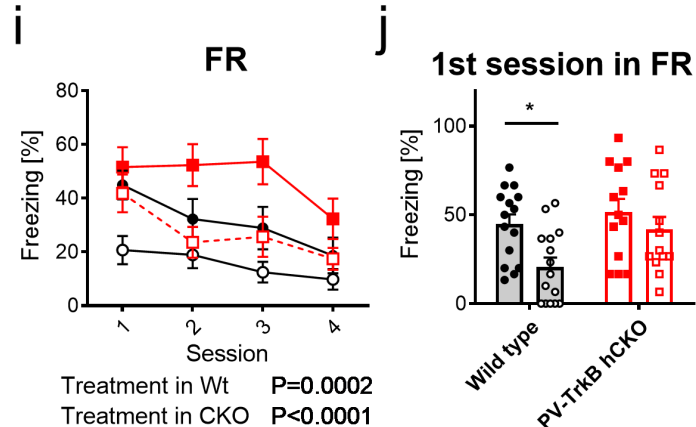 i
FR
Freezing [%]
80
60
40
20
0
1 2 3 4
Session
Treatment in Wt P=0.0002
Treatment in CKO P<0.0001
j
1st session in FR
Freezing [%]
100
50
0
*
Wild type
PV-TrkB hCKO